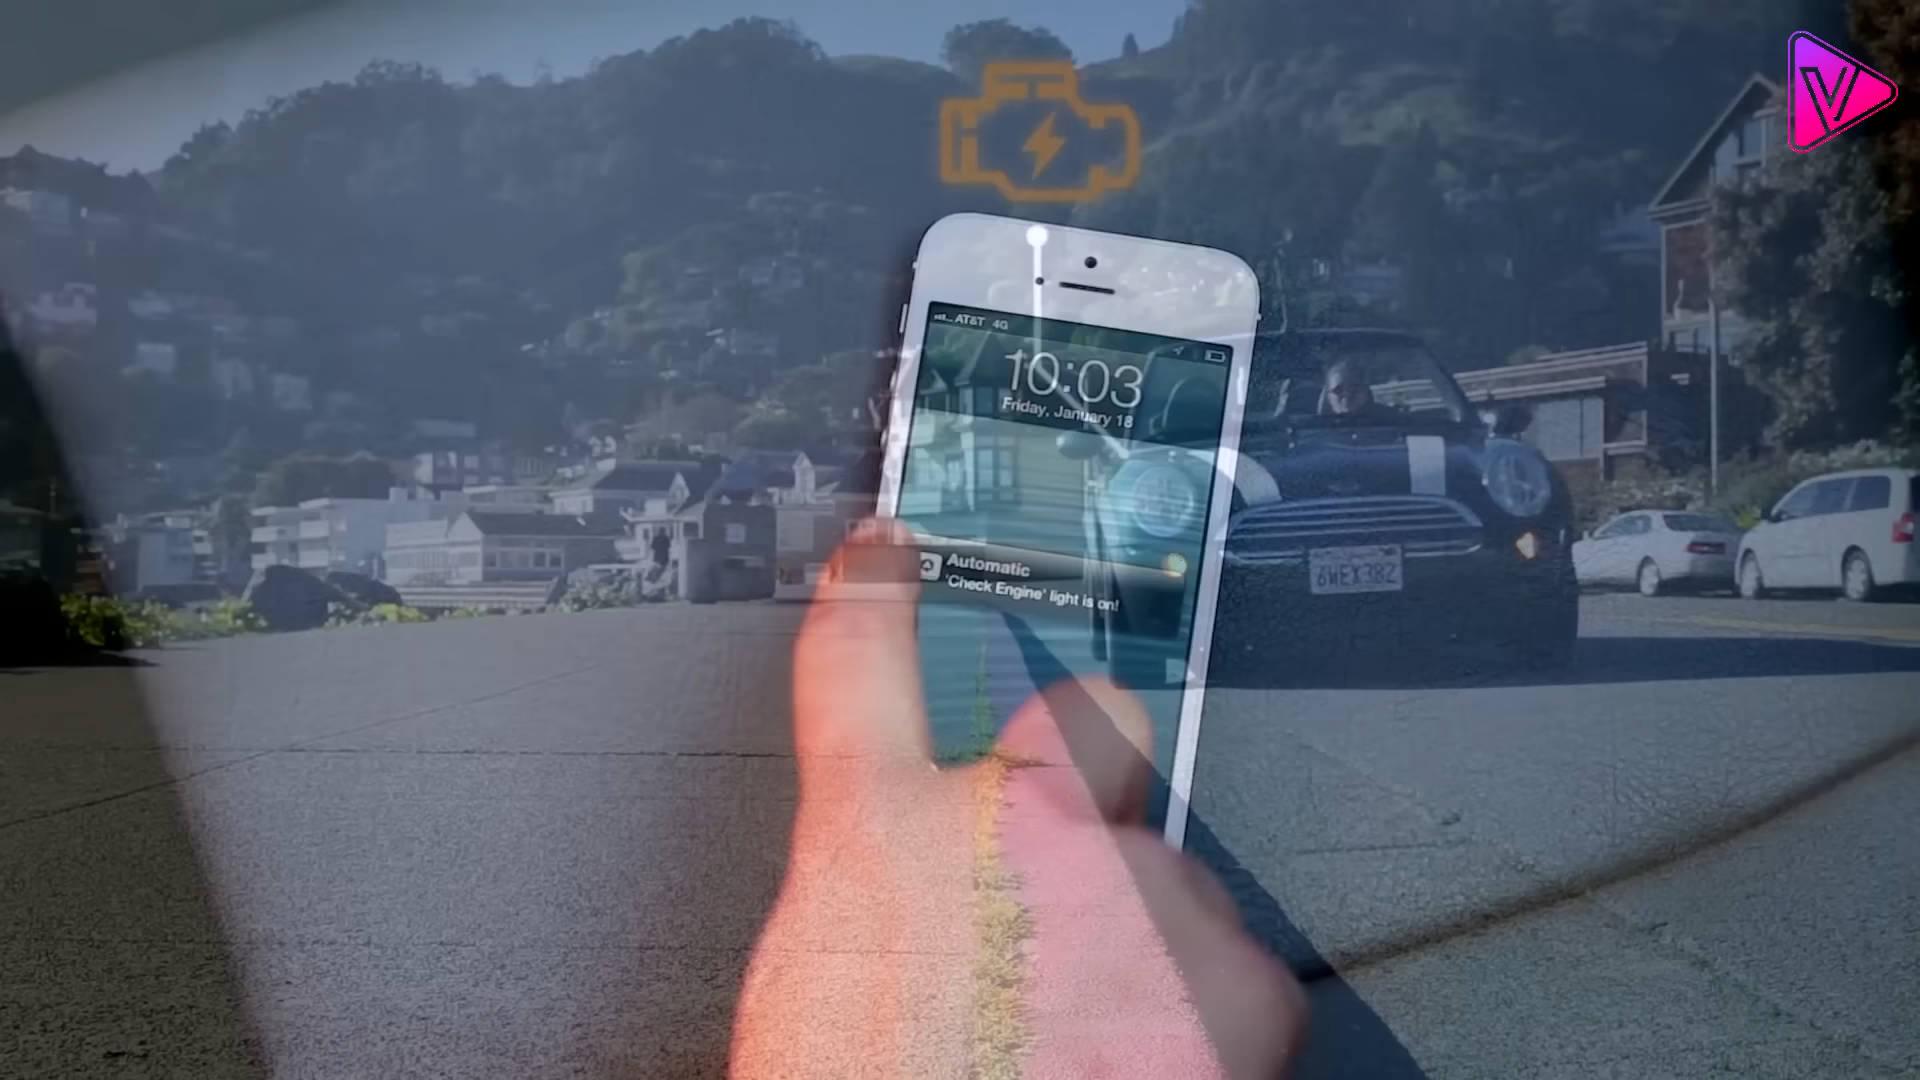 AT&T 4G
10:03
Friday, January 18
Automatic
'Check Engine' light is on!
6WEX382
V